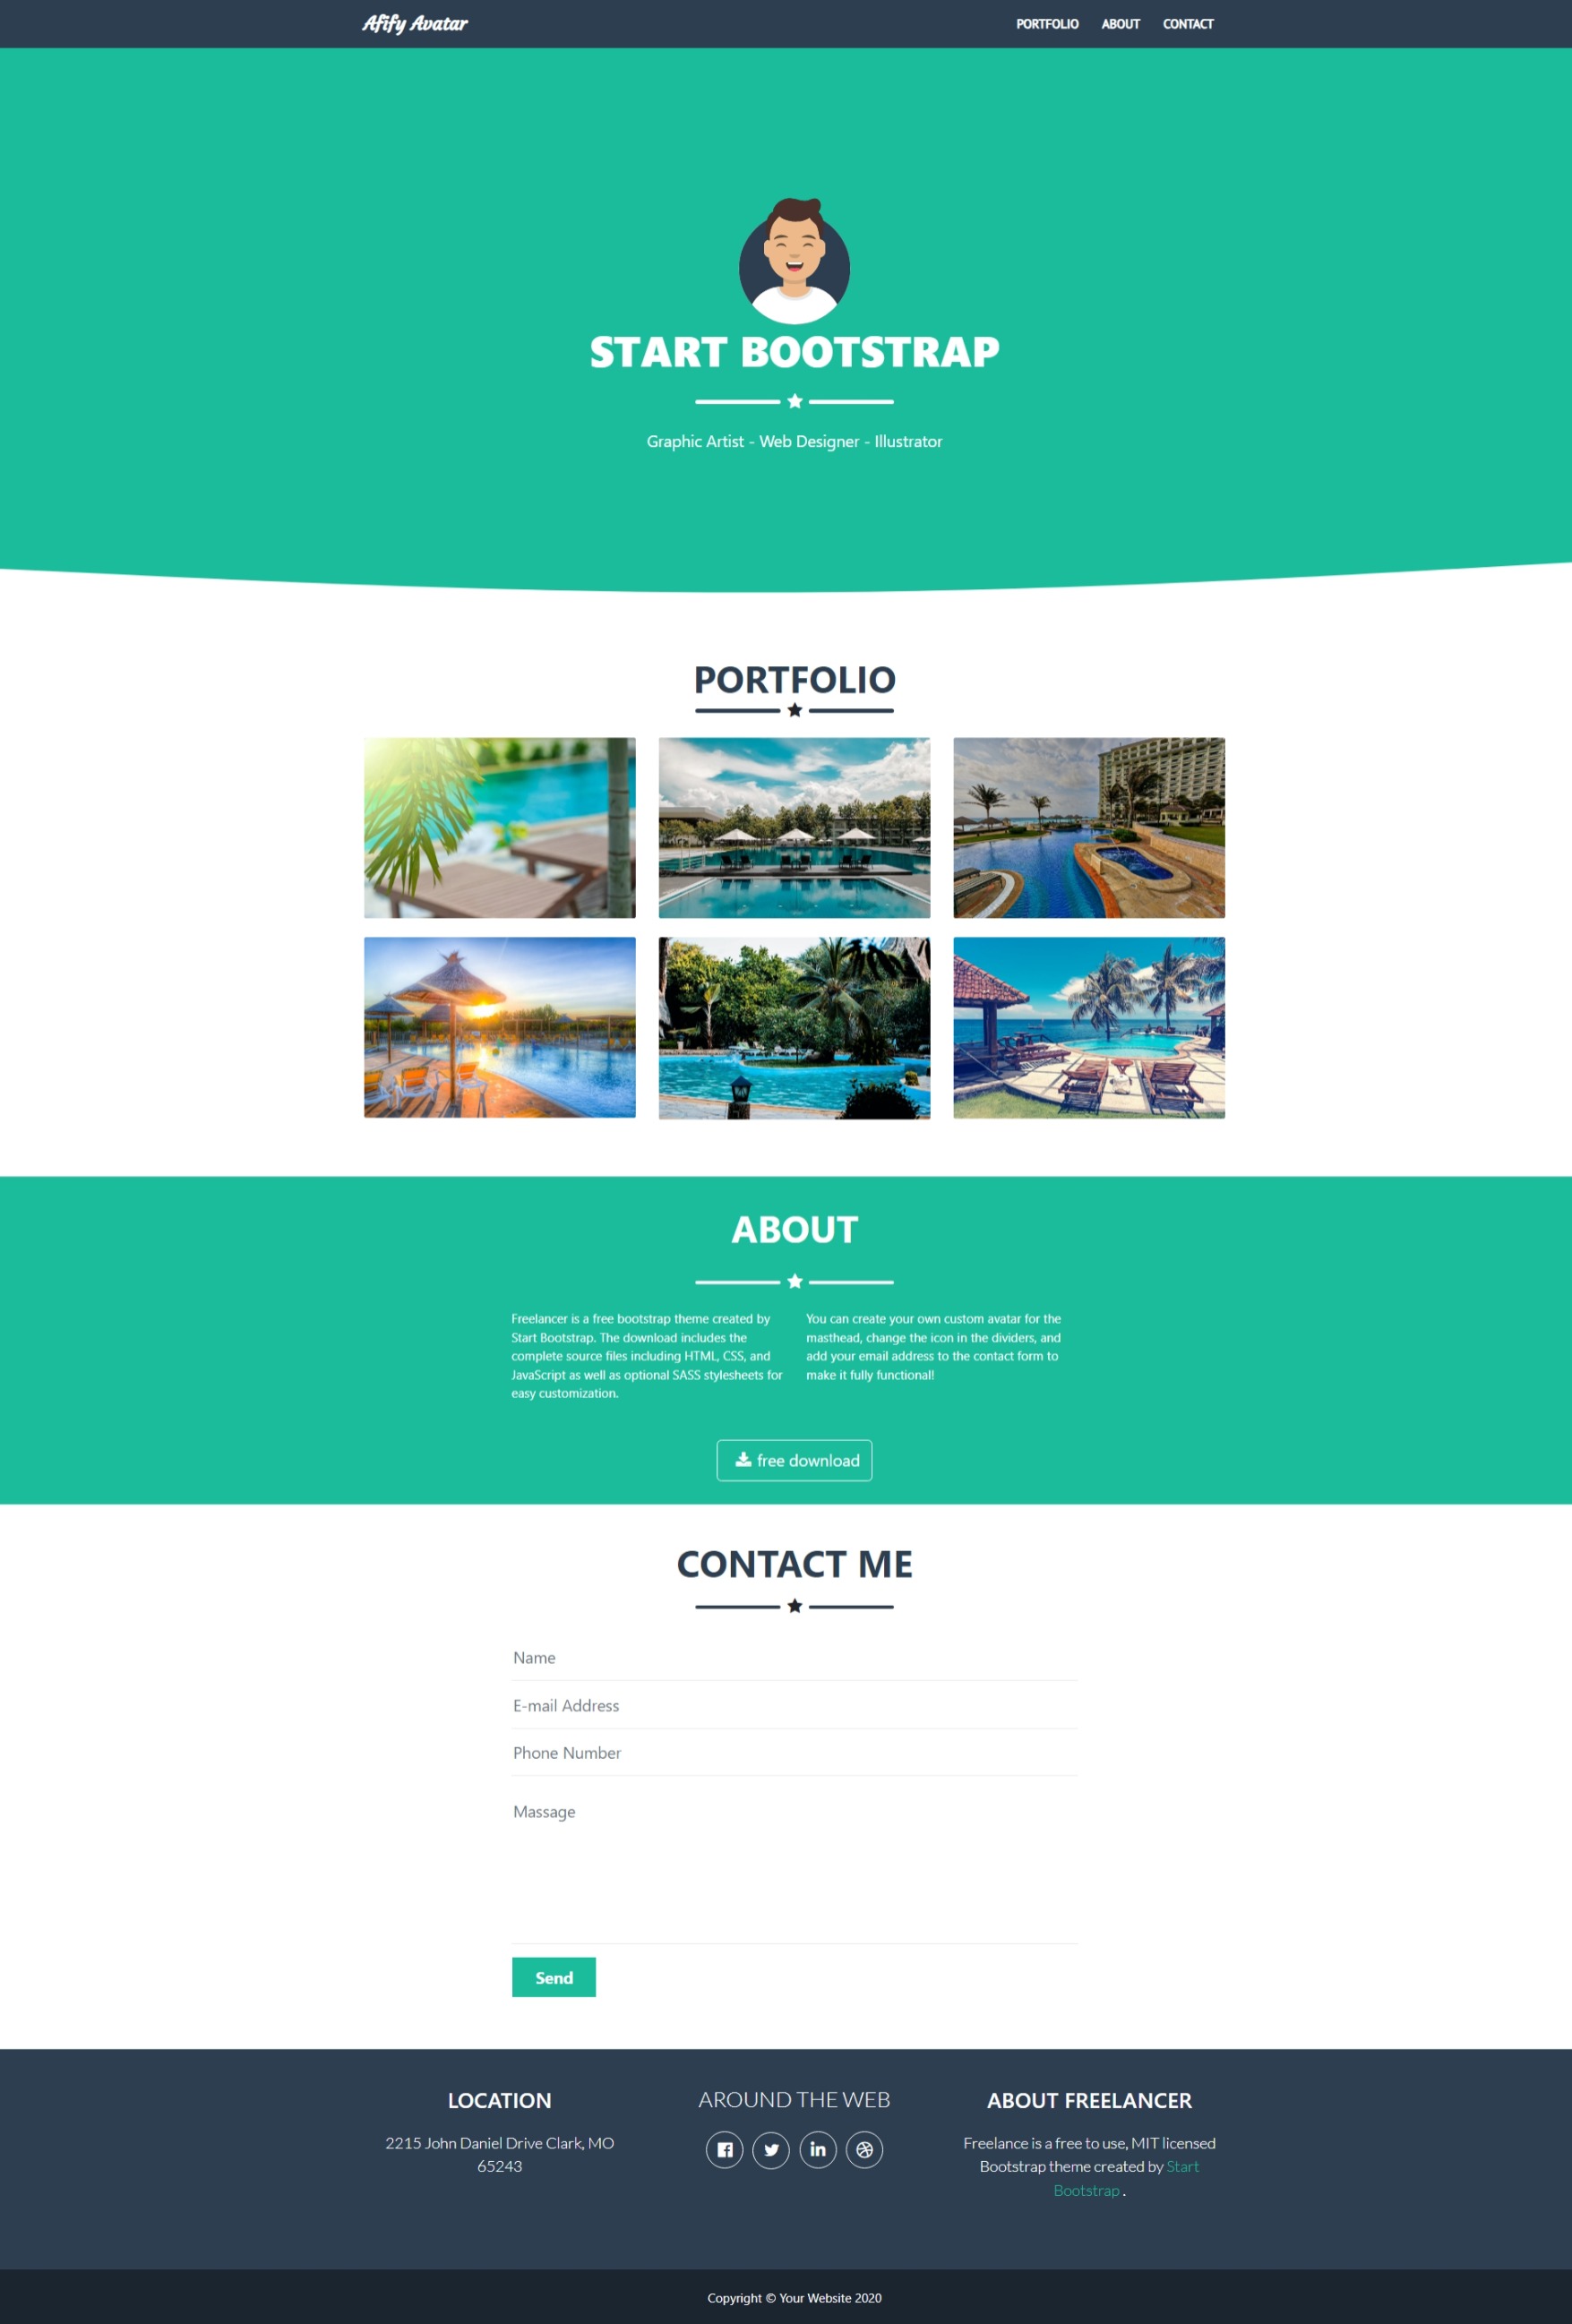 Afify Avatar
PORTFOLIO ABOUT CONTACT
START BOOTSTRAP
Graphic Artist - Web Designer - Illustrator
PORTFOLIO
ABOUT
Freelancer is a free bootstrap theme created by
Start Bootstrap. The download includes the
complete source files including HTML, CSS, and
JavaScript as well as optional SASS stylesheets for
easy customization.
You can create your own custom avatar for the
masthead, change the icon in the dividers, and
add your email address to the contact form to
make it fully functional!
free download
CONTACT ME
Name
E-mail Address
Phone Number
Massage
Send
LOCATION
2215 John Daniel Drive Clark, MO
65243
AROUND THE WEB
ABOUT FREELANCER
Freelance is a free to use, MIT licensed
Bootstrap theme created by Start
Bootstrap .
Copyright © Your Website 2020